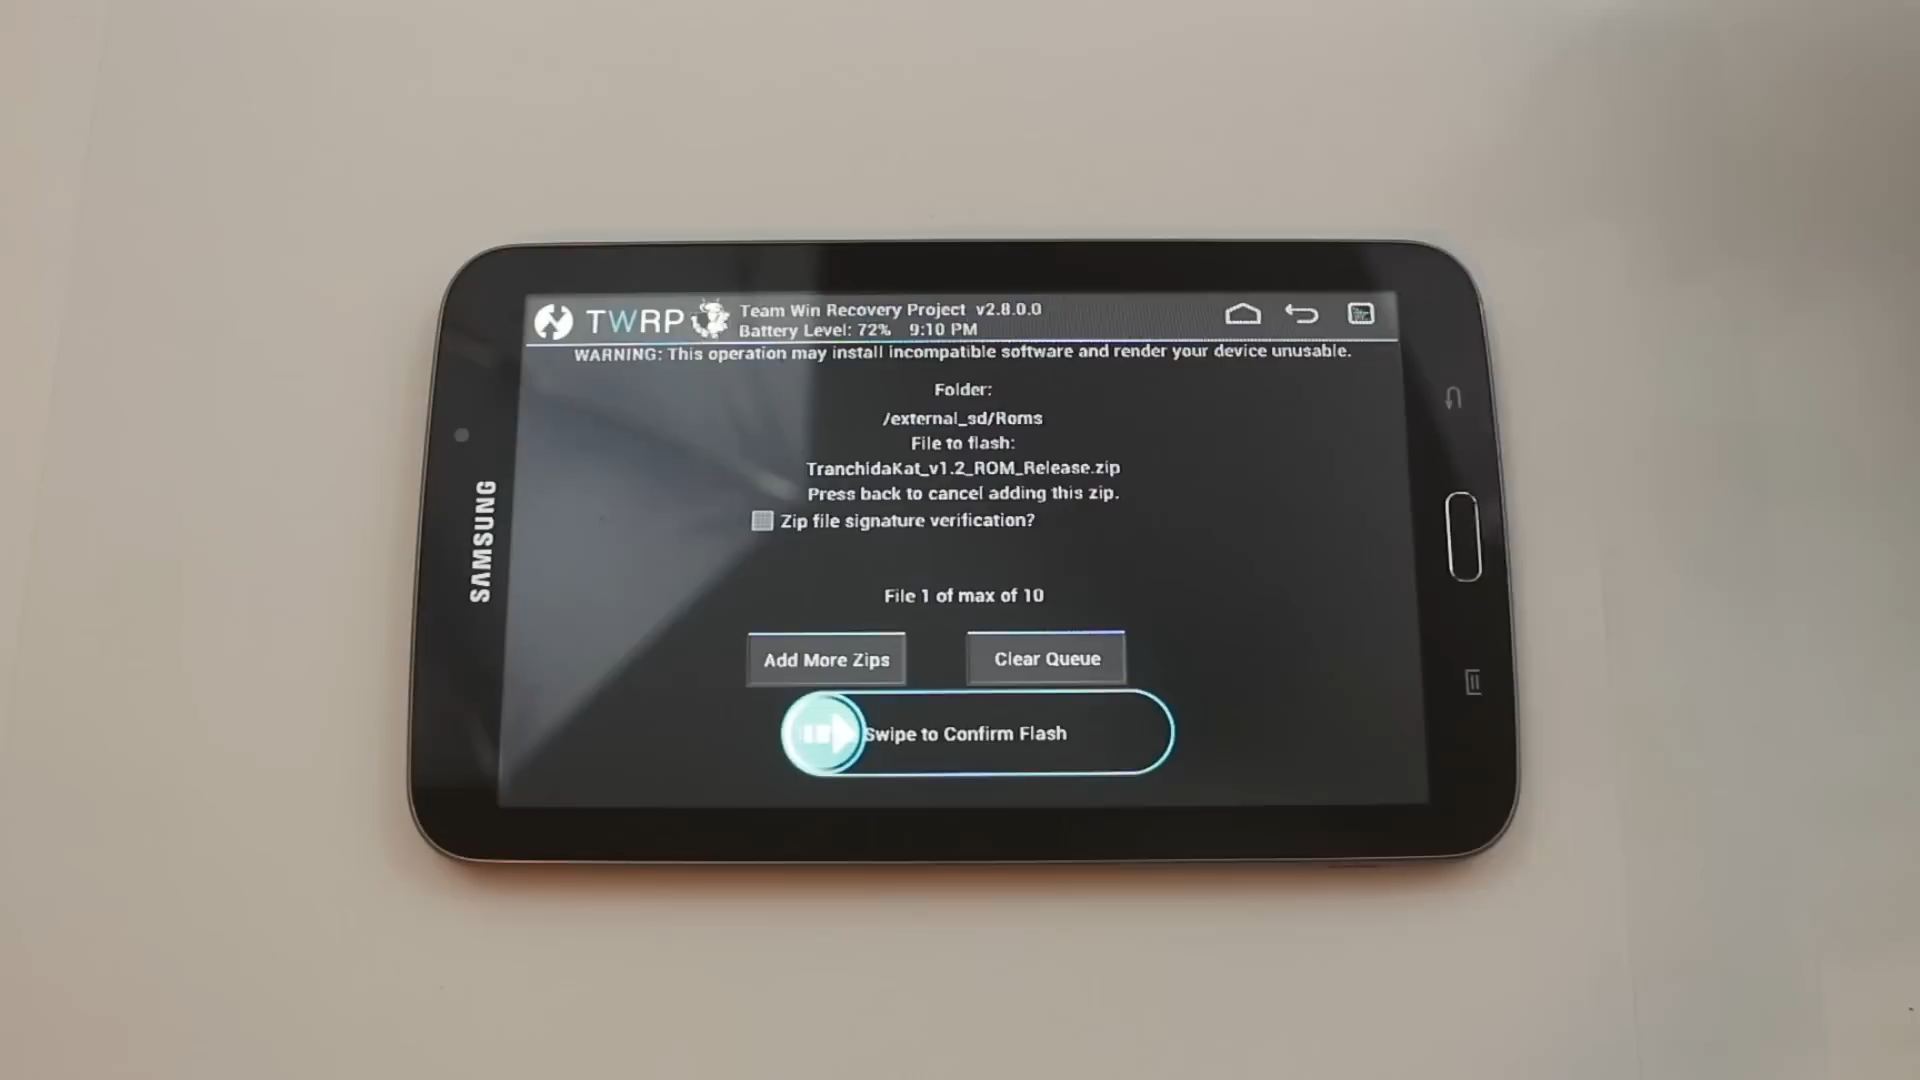 TWRP
Team Win Recovery Project v2.8.0.0
Battery Level: 72% 9:10 PM
WARNING: This operation may install incompatible software and render your device unusable.
Folder:
/external_sd/Roms
File to flash:
TranchidaKat_v1.2_ROM_Release.zip
Press back to cancel adding this zip.
Zip file signature verification?
File 1 of max of 10
Add More Zips
Clear Queue
Swipe to Confirm Flash
SAMSUNG